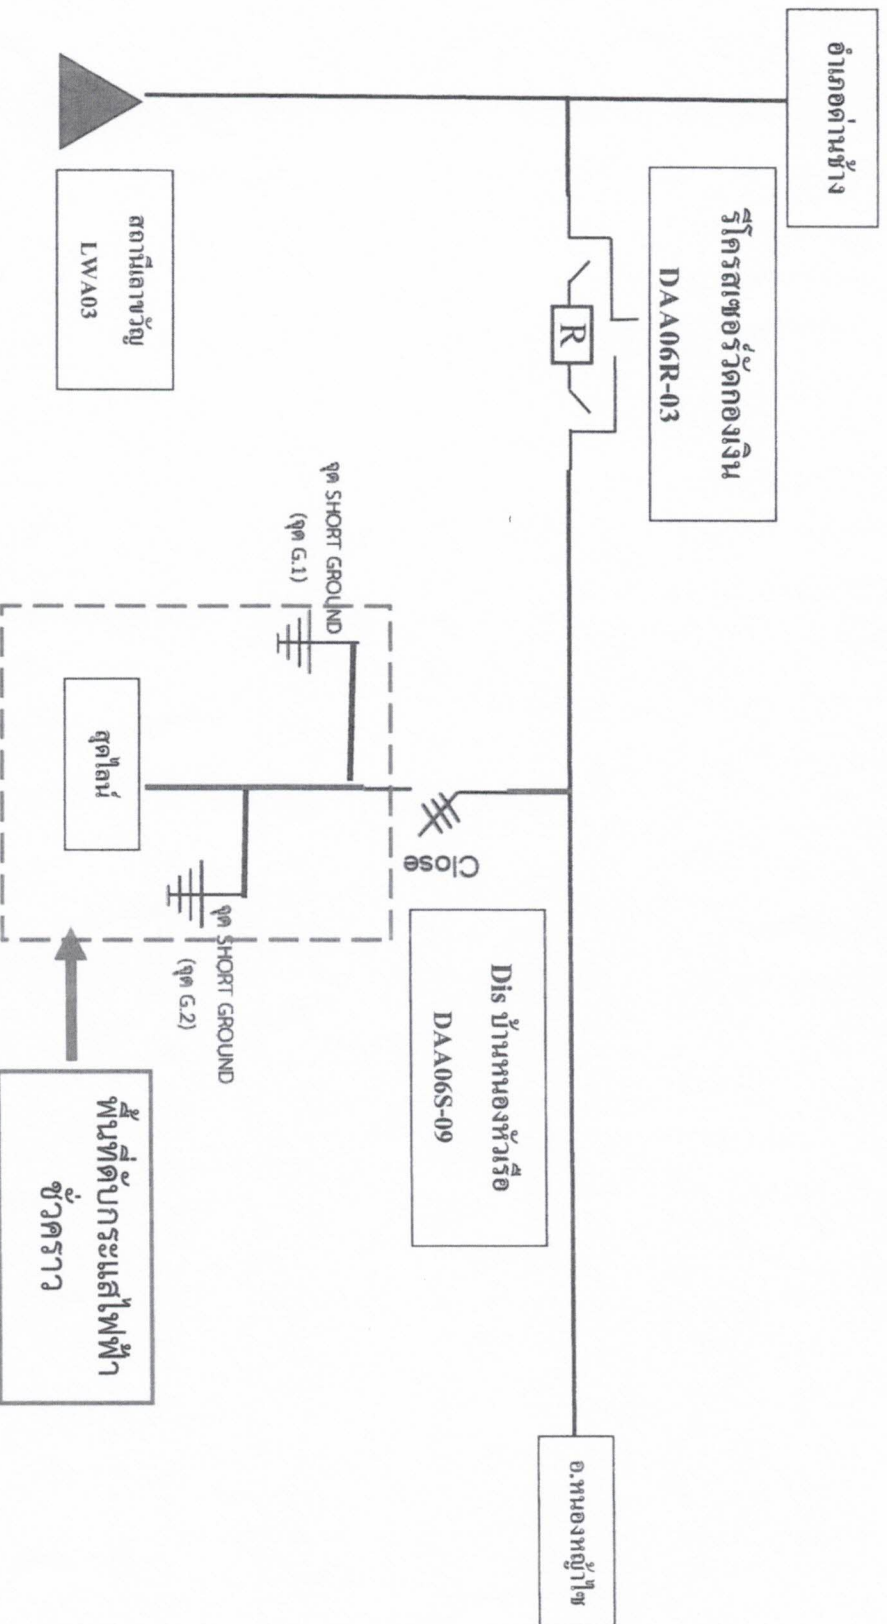 อำเภอด่านช้าง
รีโครสเซอร์วัดกองเงิน
DAA06R-03
R
สถานีเลาขวัญ
LWA03
จุด SHORT GROUND
(จุด G.1)
สุดไลน์
Close
จุด SHORT GROUND
(จุด G.2)
Dis บ้านหนองหัวเรือ
DAA06S-09
พื้นที่ดับกระแสไฟฟ้า
ชั่วคราว
อ.หนองหญ้าไซ